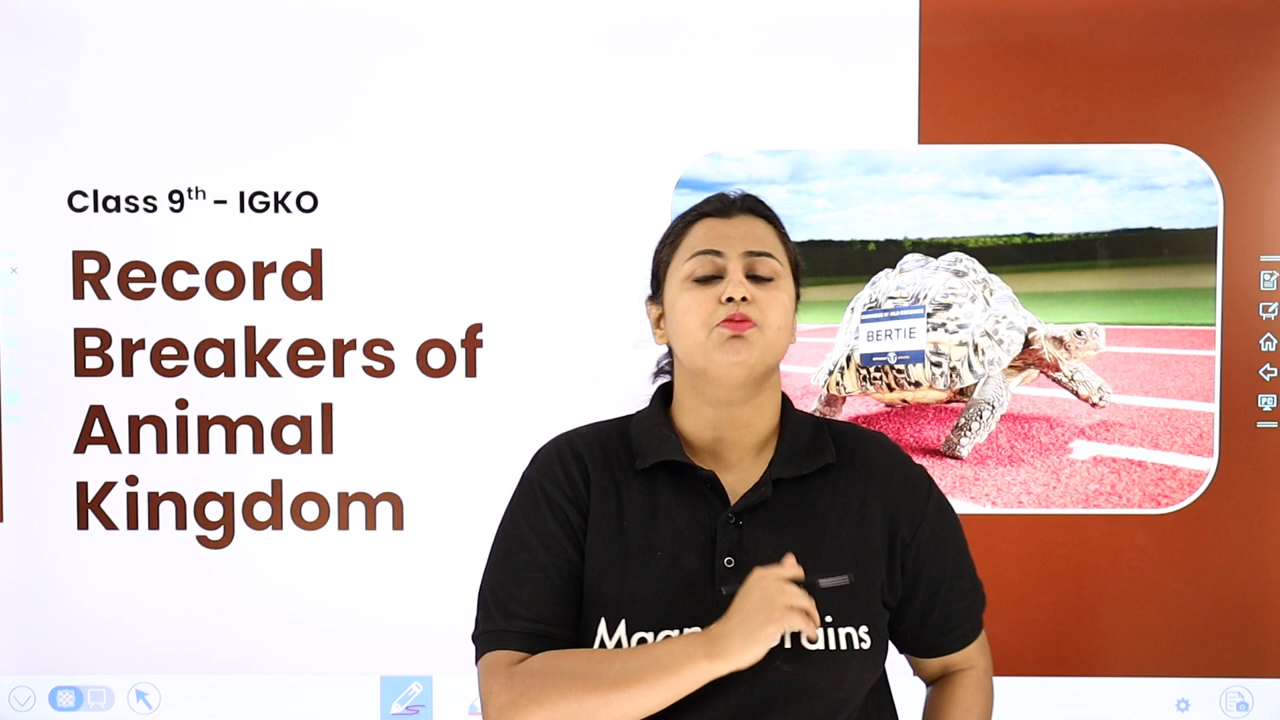 Class 9th - IGKO
Record
Breakers of
Animal
Kingdom
BERTIE